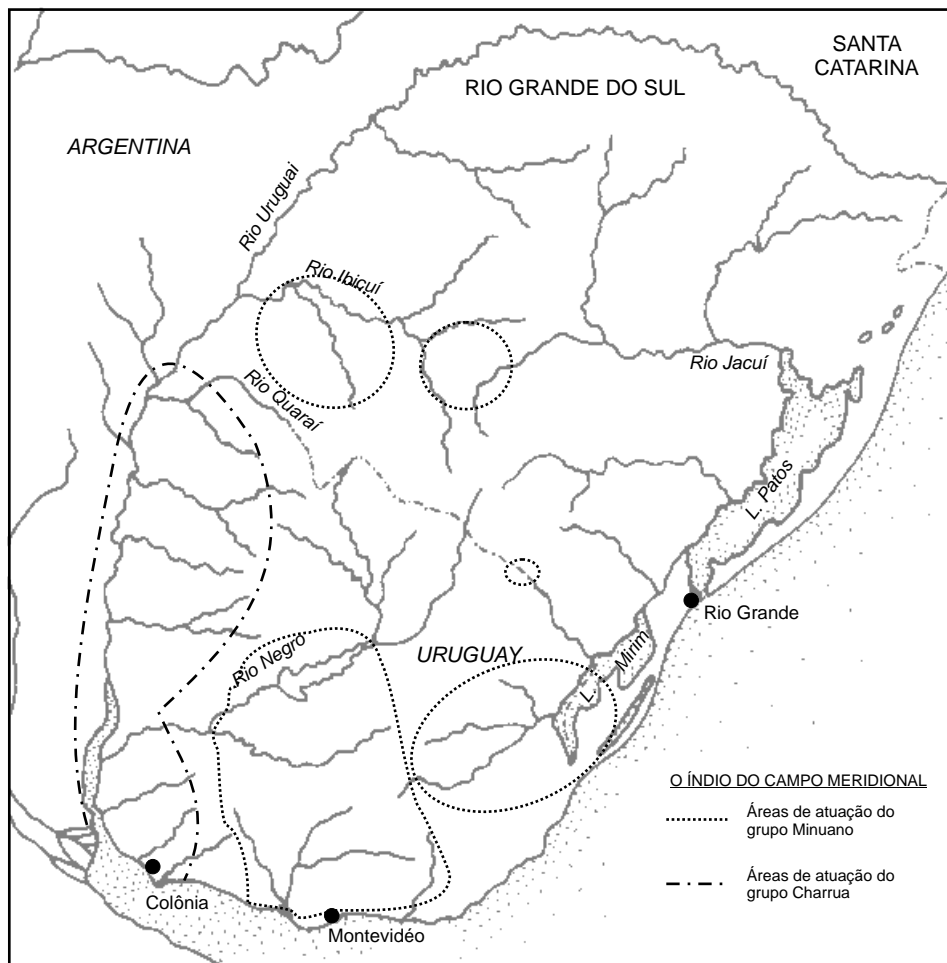 SANTA
CATARINA
RIO GRANDE DO SUL
ARGENTINA
Rio Uruguai
Rio Ibicuí
Rio Jacuí
Rio Quaraí
L. Patos
Rio Grande
Rio Negro
URUGUAY
L. Mirim
O ÍNDIO DO CAMPO MERIDIONAL
Áreas de atuação do
grupo Minuano
Áreas de atuação do
grupo Charrua
Colônia
Montevidéo